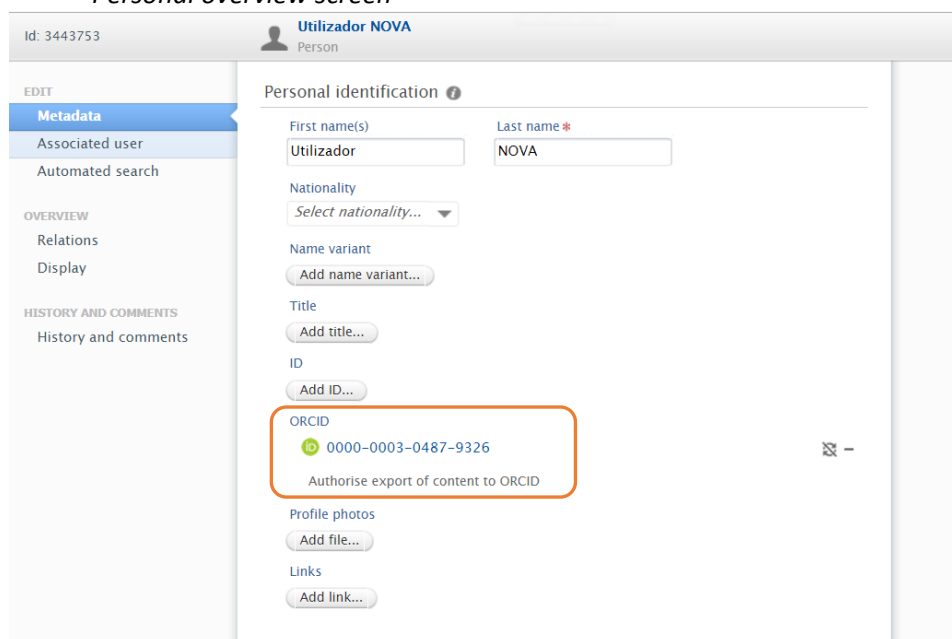 Personal overview screen
Id: 3443753
Utilizador NOVA
Person
EDIT
Metadata
Associated user
Automated search
OVERVIEW
Relations
Display
HISTORY AND COMMENTS
History and comments
Personal identification
First name(s)
Last name *
Utilizador
NOVA
Nationality
Select nationality...
Name variant
Add name variant...
Title
Add title...
ID
Add ID...
ORCID
iD 0000-0003-0487-9326
Authorise export of content to ORCID
Profile photos
Add file...
Links
Add link...